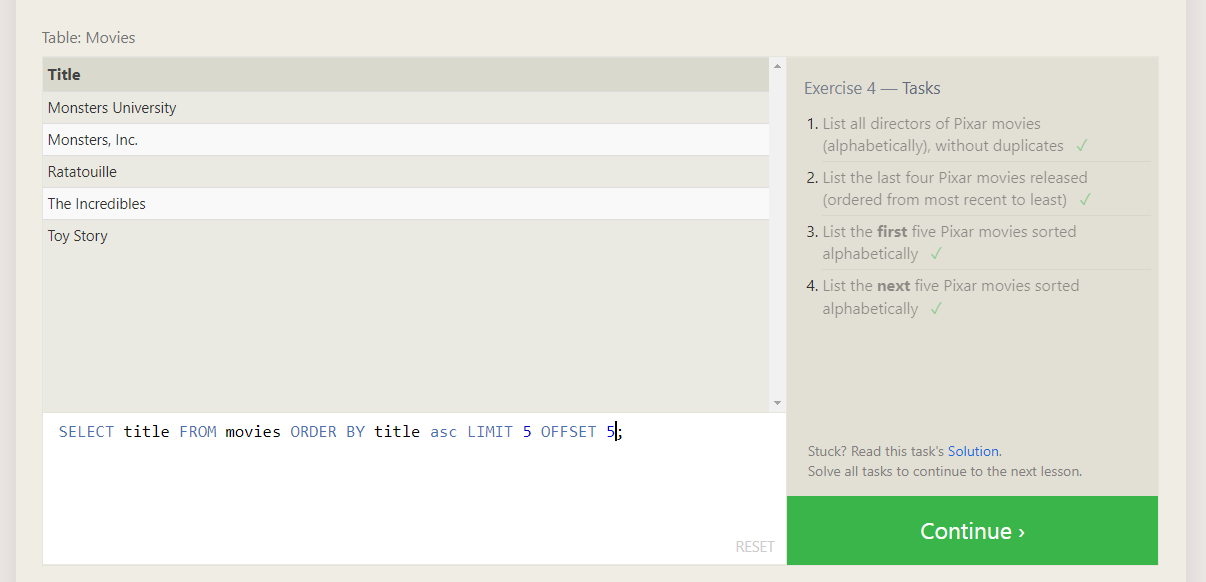 Table: Movies
Title
Monsters University
Monsters, Inc.
Ratatouille
The Incredibles
Toy Story
SELECT title FROM movies ORDER BY title asc LIMIT 5 OFFSET 5;
RESET
Exercise 4 — Tasks
1. List all directors of Pixar movies
(alphabetically), without duplicates ✓
2. List the last four Pixar movies released
(ordered from most recent to least) ✓
3. List the first five Pixar movies sorted
alphabetically ✓
4. List the next five Pixar movies sorted
alphabetically ✓
Stuck? Read this task's Solution.
Solve all tasks to continue to the next lesson.
Continue ›